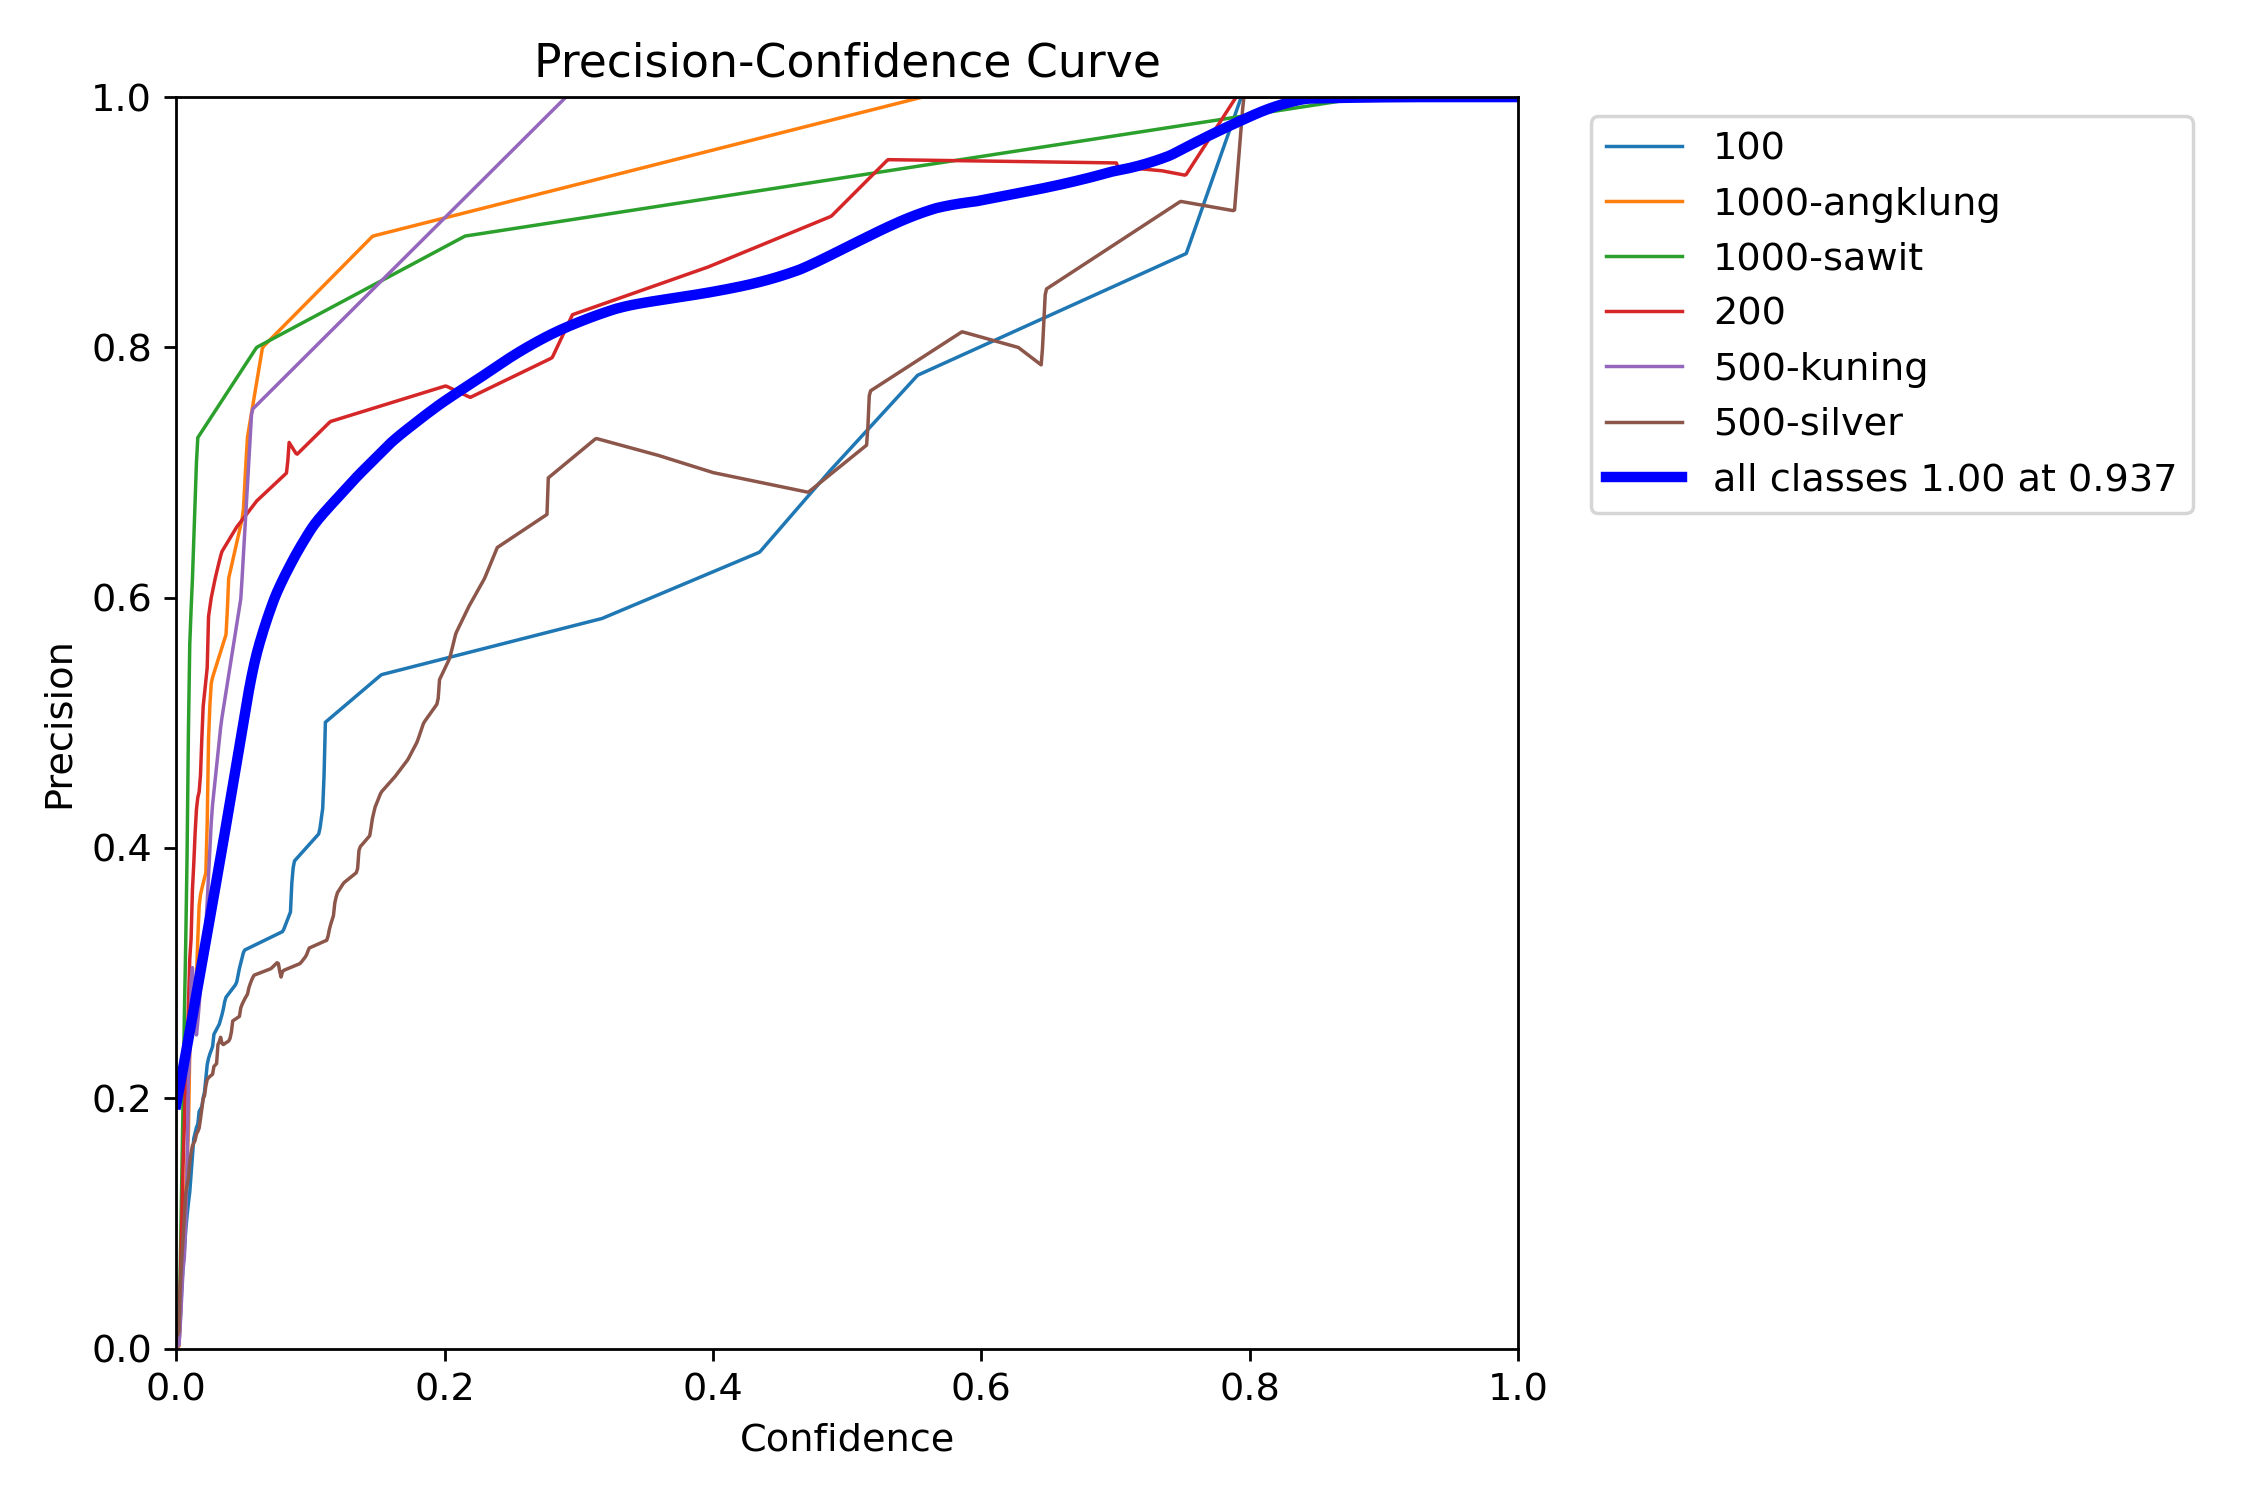 Precision-Confidence Curve
1.0
0.8
0.6
0.4
0.2
0.0
Precision
0.0 0.2 0.4 0.6 0.8 1.0
Confidence
100
1000-angklung
1000-sawit
200
500-kuning
500-silver
all classes 1.00 at 0.937